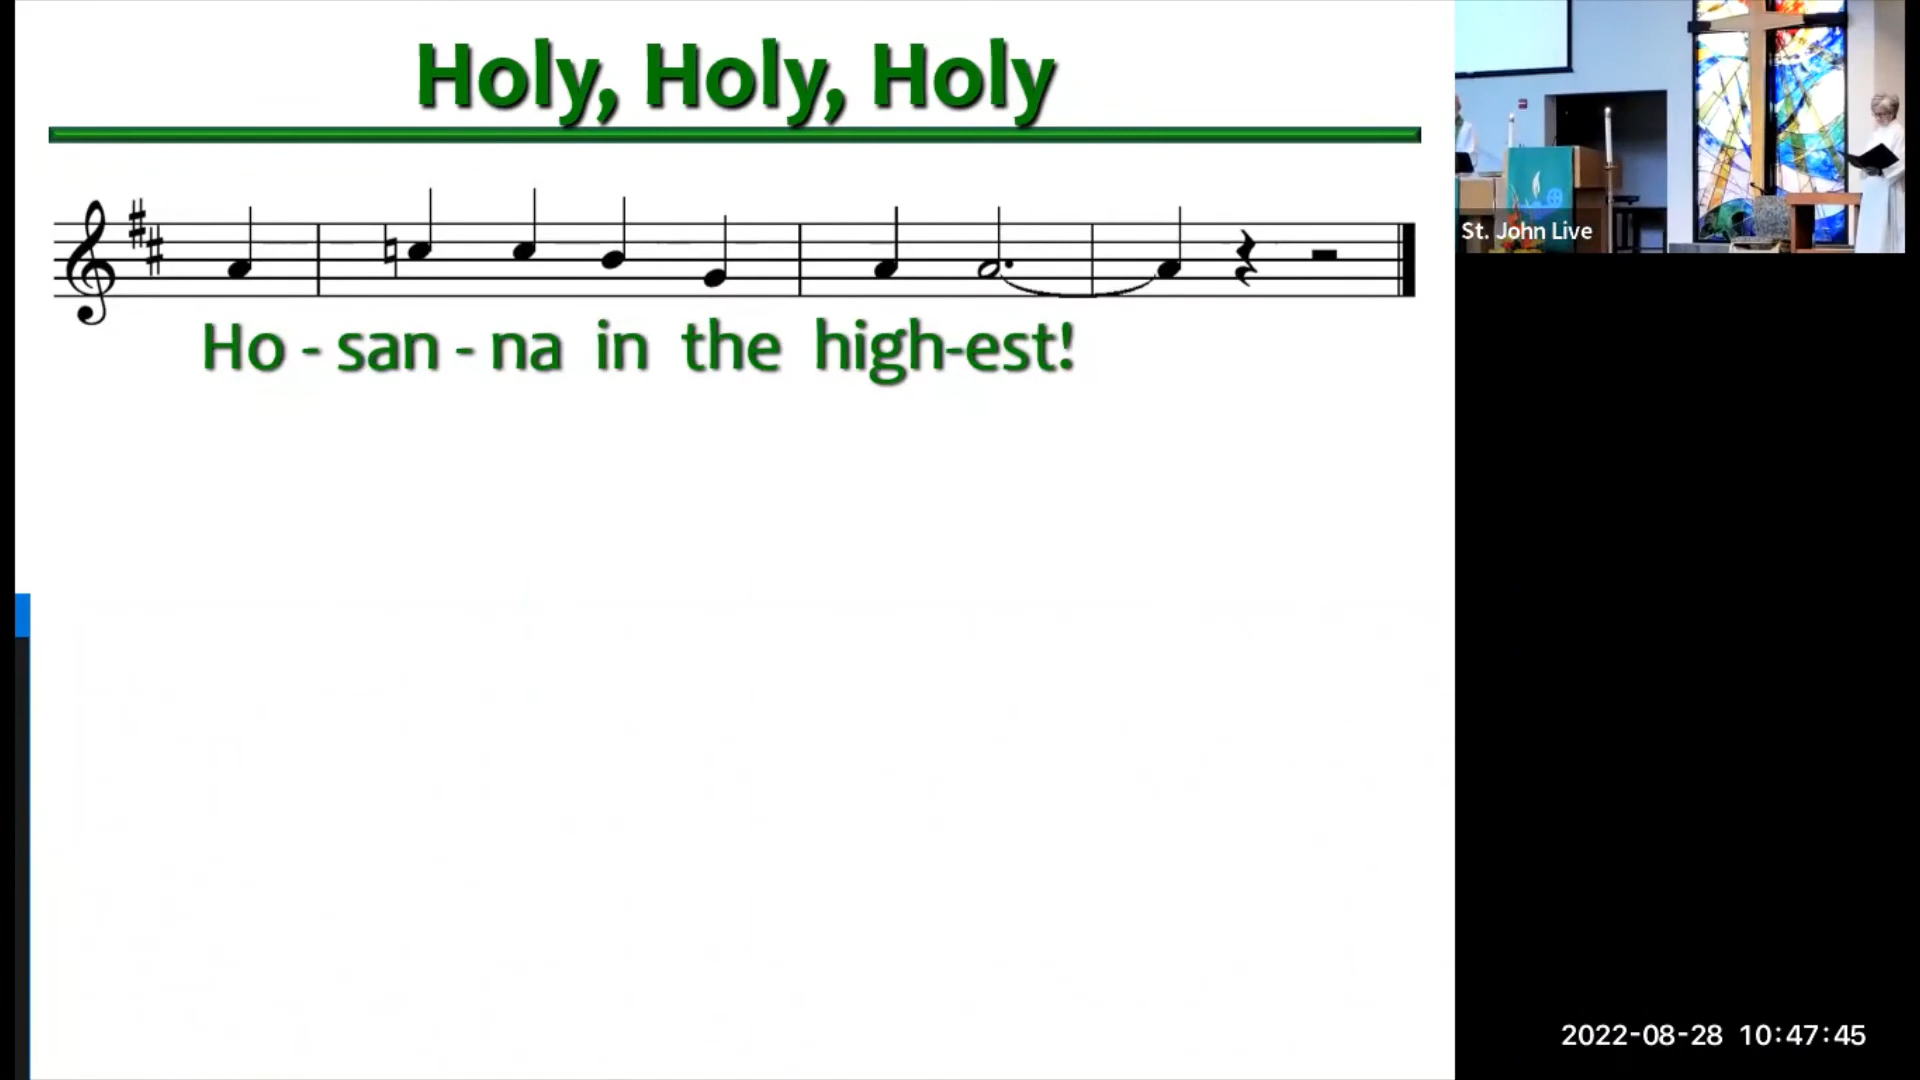 Holy, Holy, Holy
Ho - san - na in the high-est!
St. John Live
2022-08-28 10:47:45